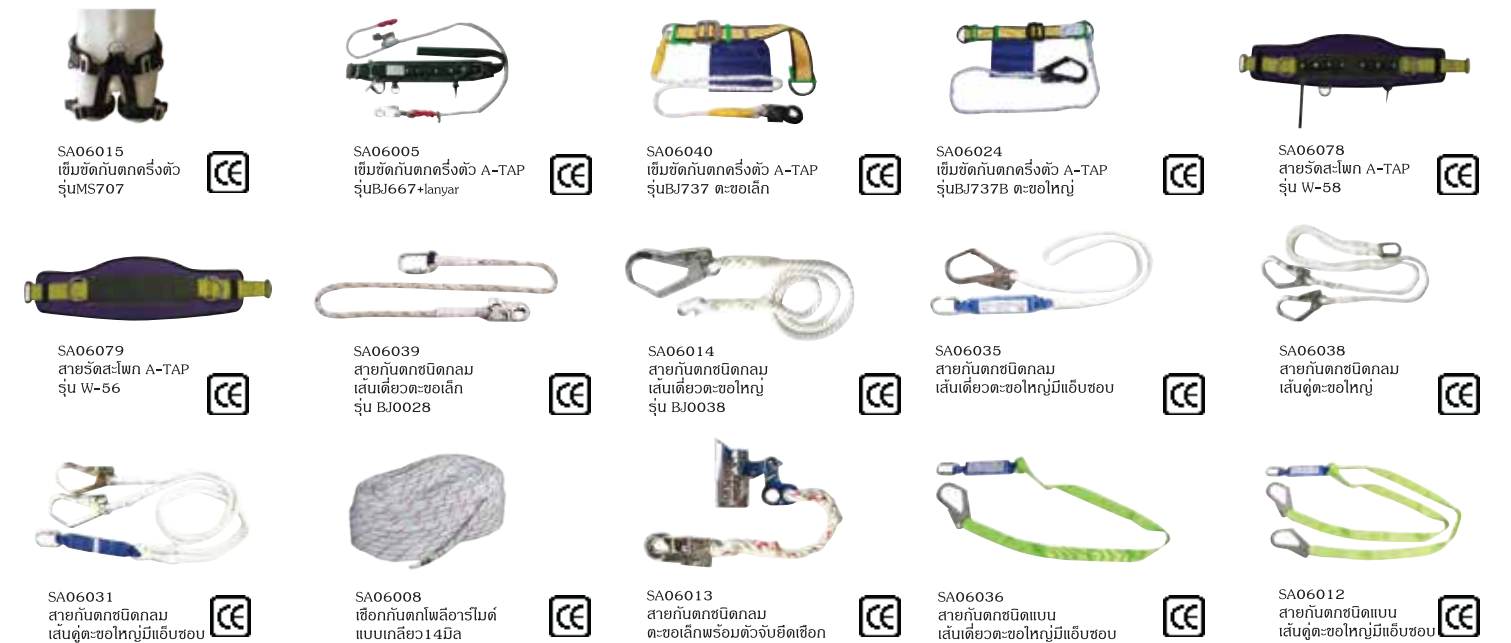 SA06015
เข็มขัดกันตกครึ่งตัว
รุ่นMS707
CE
SA06005
เข็มขัดกันตกครึ่งตัว A-TAP
รุ่นBJ667+lanyar
CE
SA06040
เข็มขัดกันตกครึ่งตัว A-TAP
รุ่นBJ737 ตะขอเล็ก
CE
SA06024
เข็มขัดกันตกครึ่งตัว A-TAP
รุ่นBJ737B ตะขอใหญ่
CE
SA06078
สายรัดสะโพก A-TAP
รุ่น W-58
CE
SA06079
สายรัดสะโพก A-TAP
รุ่น W-56
CE
SA06039
สายกันตกชนิดกลม
เส้นเดี่ยวตะขอเล็ก
รุ่น BJ0028
CE
SA06014
สายกันตกชนิดกลม
เส้นเดี่ยวตะขอใหญ่
รุ่น BJ0038
CE
SA06035
สายกันตกชนิดกลม
เส้นเดี่ยวตะขอใหญ่มีแอ็บซอบ
CE
SA06038
สายกันตกชนิดกลม
เส้นคู่ตะขอใหญ่
CE
SA06031
สายกันตกชนิดกลม
เส้นคู่ตะขอใหญ่มีแอ็บซอบ
CE
SA06008
เชือกกันตกโพลีอาร์ไมด์
แบบเกลียว14มิล
CE
SA06013
สายกันตกชนิดกลม
ตะขอเล็กพร้อมตัวจับยึดเชือก
CE
SA06036
สายกันตกชนิดแบน
เส้นเดี่ยวตะขอใหญ่มีแอ็บซอบ
CE
SA06012
สายกันตกชนิดแบน
เส้นคู่ตะขอใหญ่มีแอ็บซอบ
CE